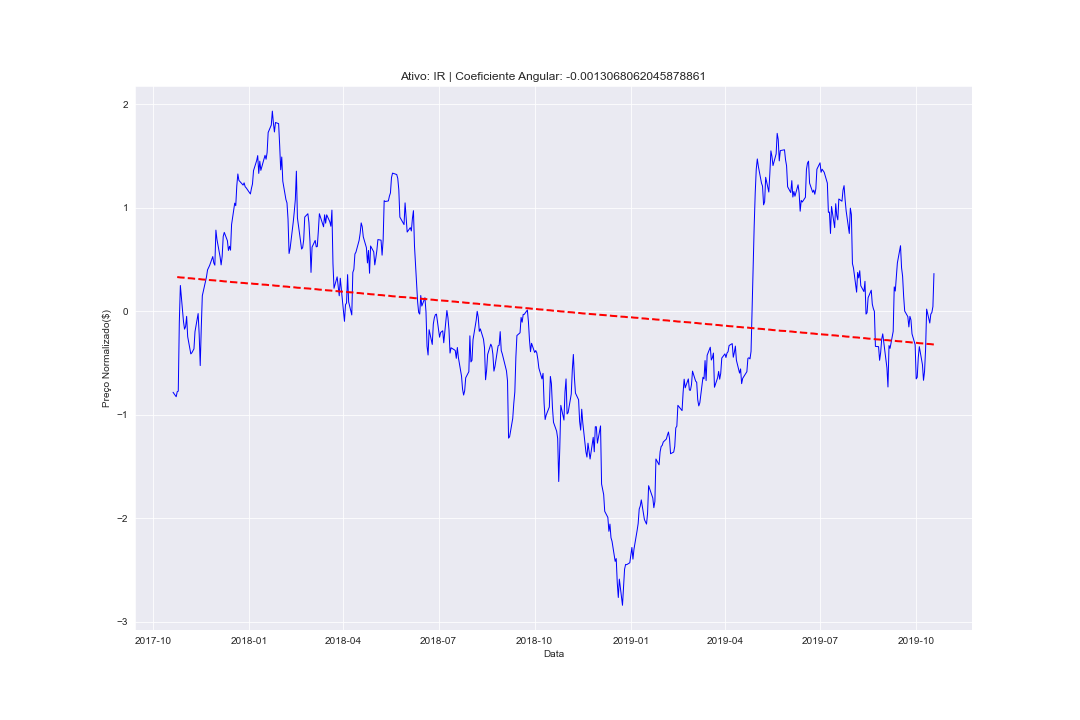 Ativo: IR | Coeficiente Angular: -0.0013068062045878861
Preço Normalizado($)
2
1
0
−1
−2
−3
2017-10 2018-01 2018-04 2018-07 2018-10 2019-01 2019-04 2019-07 2019-10
Data